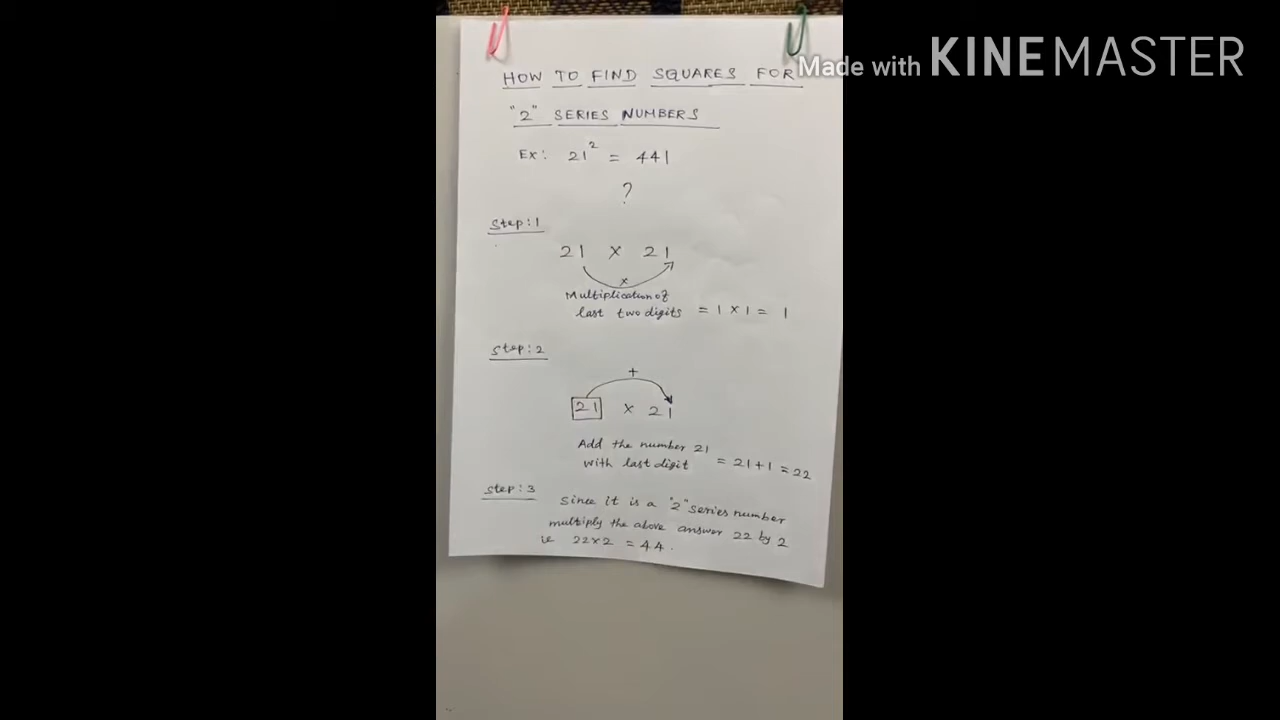 Made with KINEMASTER
HOW TO FIND SQUARES FOR
"2" SERIES NUMBERS
Ex: 21² = 441
?
Step:1
21 x 21
x
Multiplication of
last two digits = 1 x 1 = 1
Step:2
+
21 x 21
Add the number 21
with last digit = 21+1 = 22
Step:3
Since it is a "2" series number
multiply the above answer 22 by 2
ie 22x2 = 44.